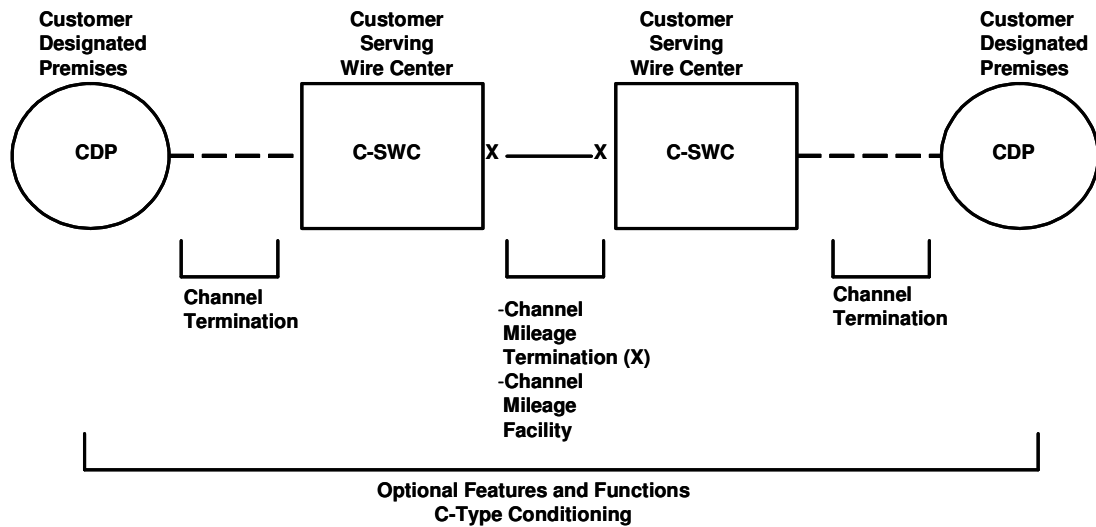 Customer
Designated
Premises
Customer
Serving
Wire Center
Customer
Serving
Wire Center
Customer
Designated
Premises
CDP
C-SWC
X
X
C-SWC
CDP
Channel
Termination
-Channel
Mileage
Termination (X)
-Channel
Mileage
Facility
Channel
Termination
Optional Features and Functions
C-Type Conditioning